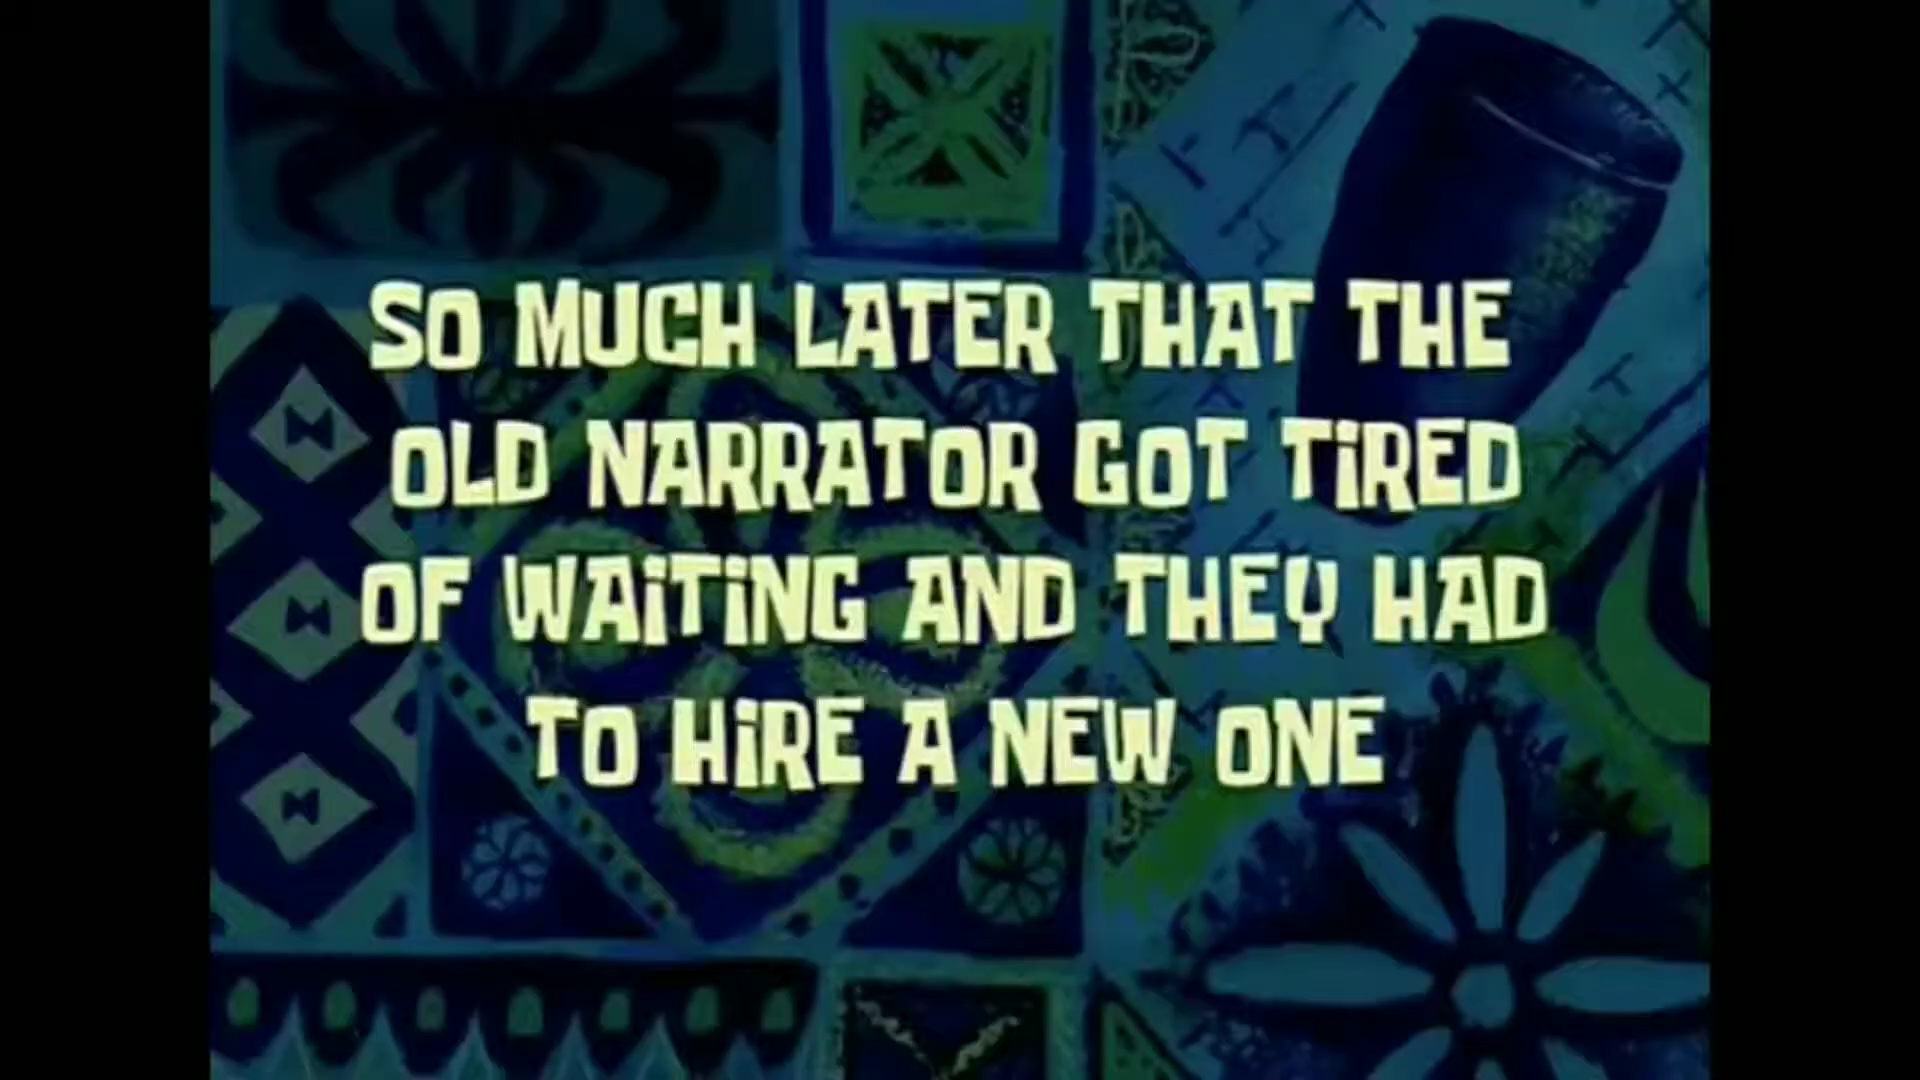 SO MUCH LATER THAT THE
OLD NARRATOR GOT TiRED
OF WAiTiNG AND THEY HAD
TO HiRE A NEW ONE